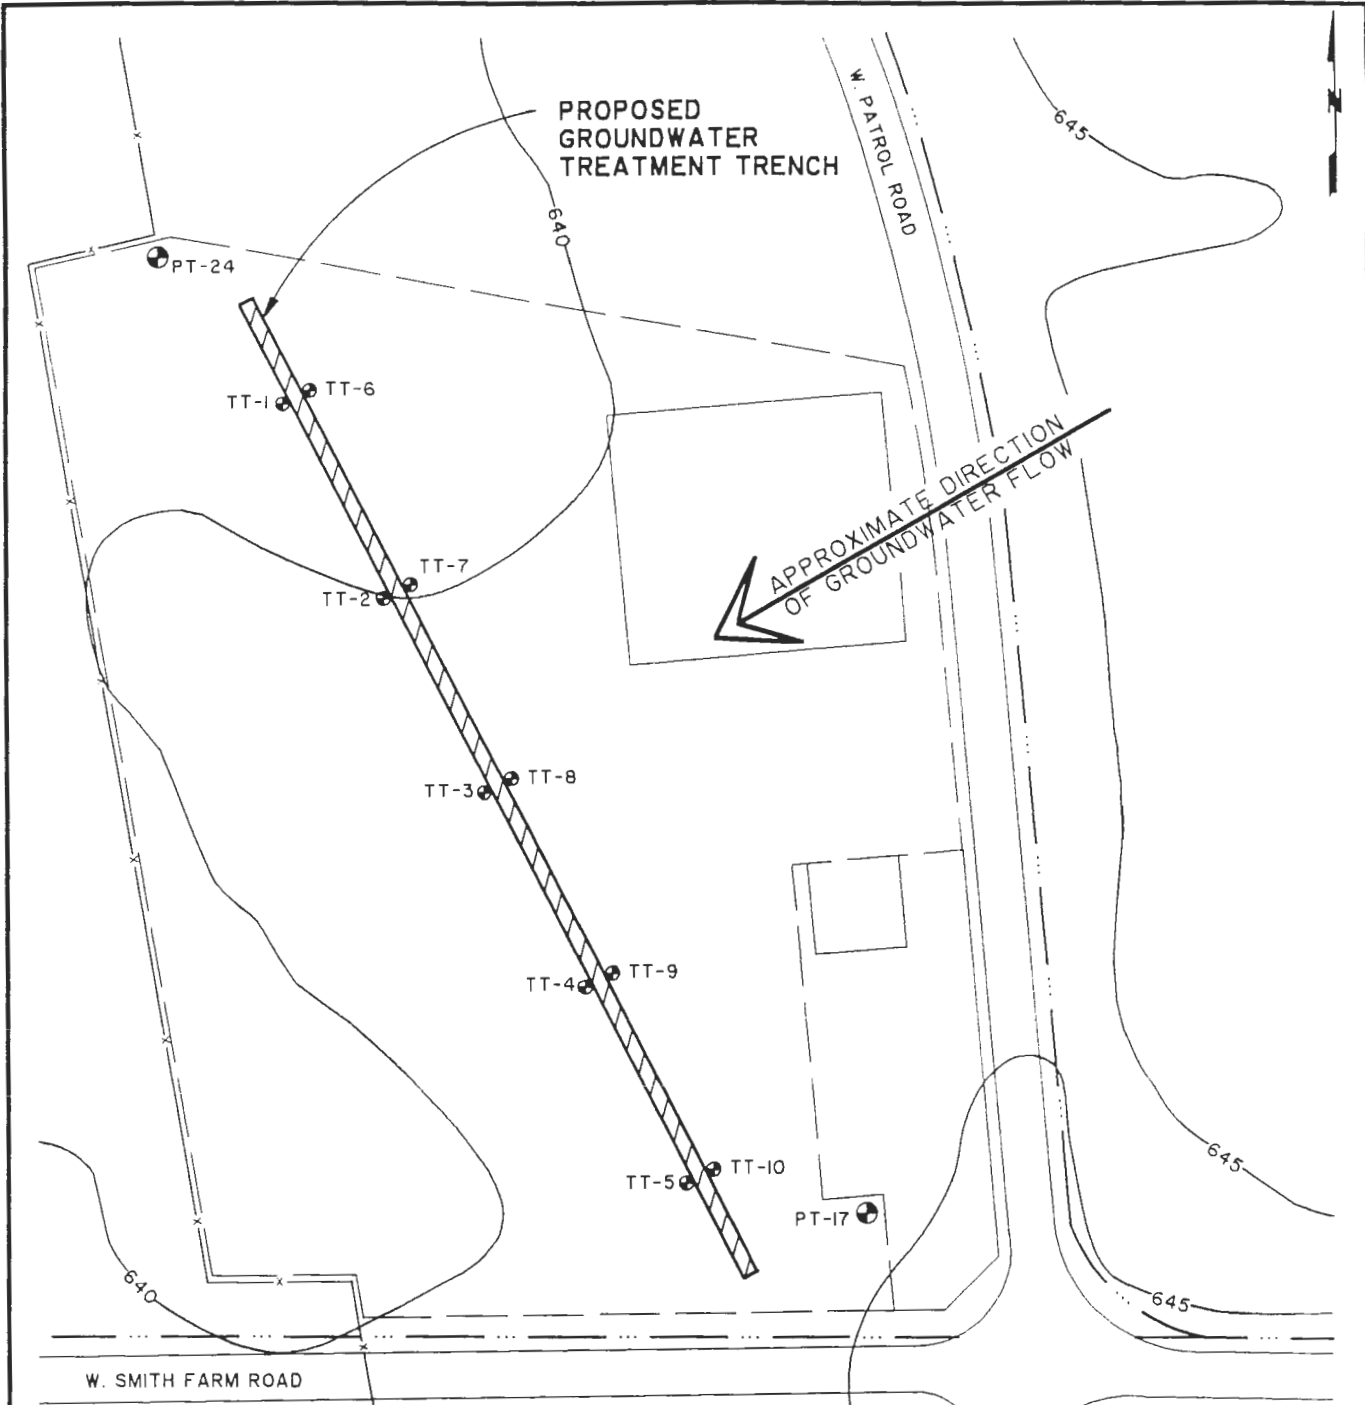 PROPOSED
GROUNDWATER
TREATMENT TRENCH
W. PATROL ROAD
645
N
640
PT-24
TT-6
TT-1
APPROXIMATE DIRECTION
OF GROUNDWATER FLOW
TT-7
TT-2
TT-8
TT-3
TT-9
TT-4
TT-10
TT-5
PT-17
645
640
645
W. SMITH FARM ROAD